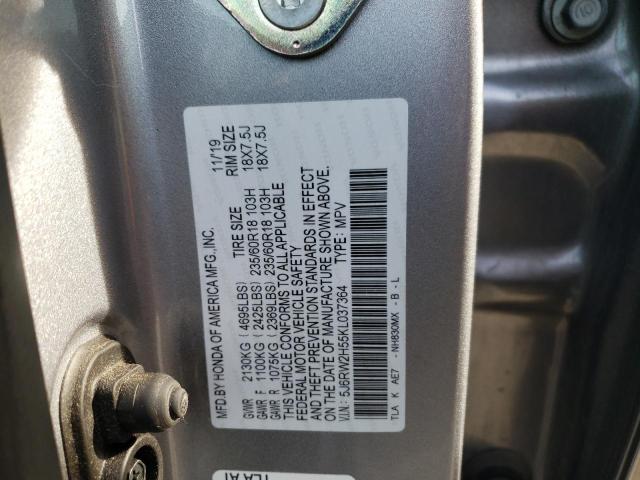 MFD.BY HONDA OF AMERICA MFG.,INC. 11/19
TIRE SIZE RIM SIZE
GVWR 2130KG (4695LBS)
GAWR F 1100KG (2425LBS) 235/60R18 103H 18X7.5J
GAWR R 1075KG (2369LBS) 235/60R18 103H 18X7.5J
THIS VEHICLE CONFORMS TO ALL APPLICABLE
FEDERAL MOTOR VEHICLE SAFETY
AND THEFT PREVENTION STANDARDS IN EFFECT
ON THE DATE OF MANUFACTURE SHOWN ABOVE.
V.I.N.: 5J6RW2H55KL037364 TYPE: MPV
TLA K AE7 - NH830MX - B - L